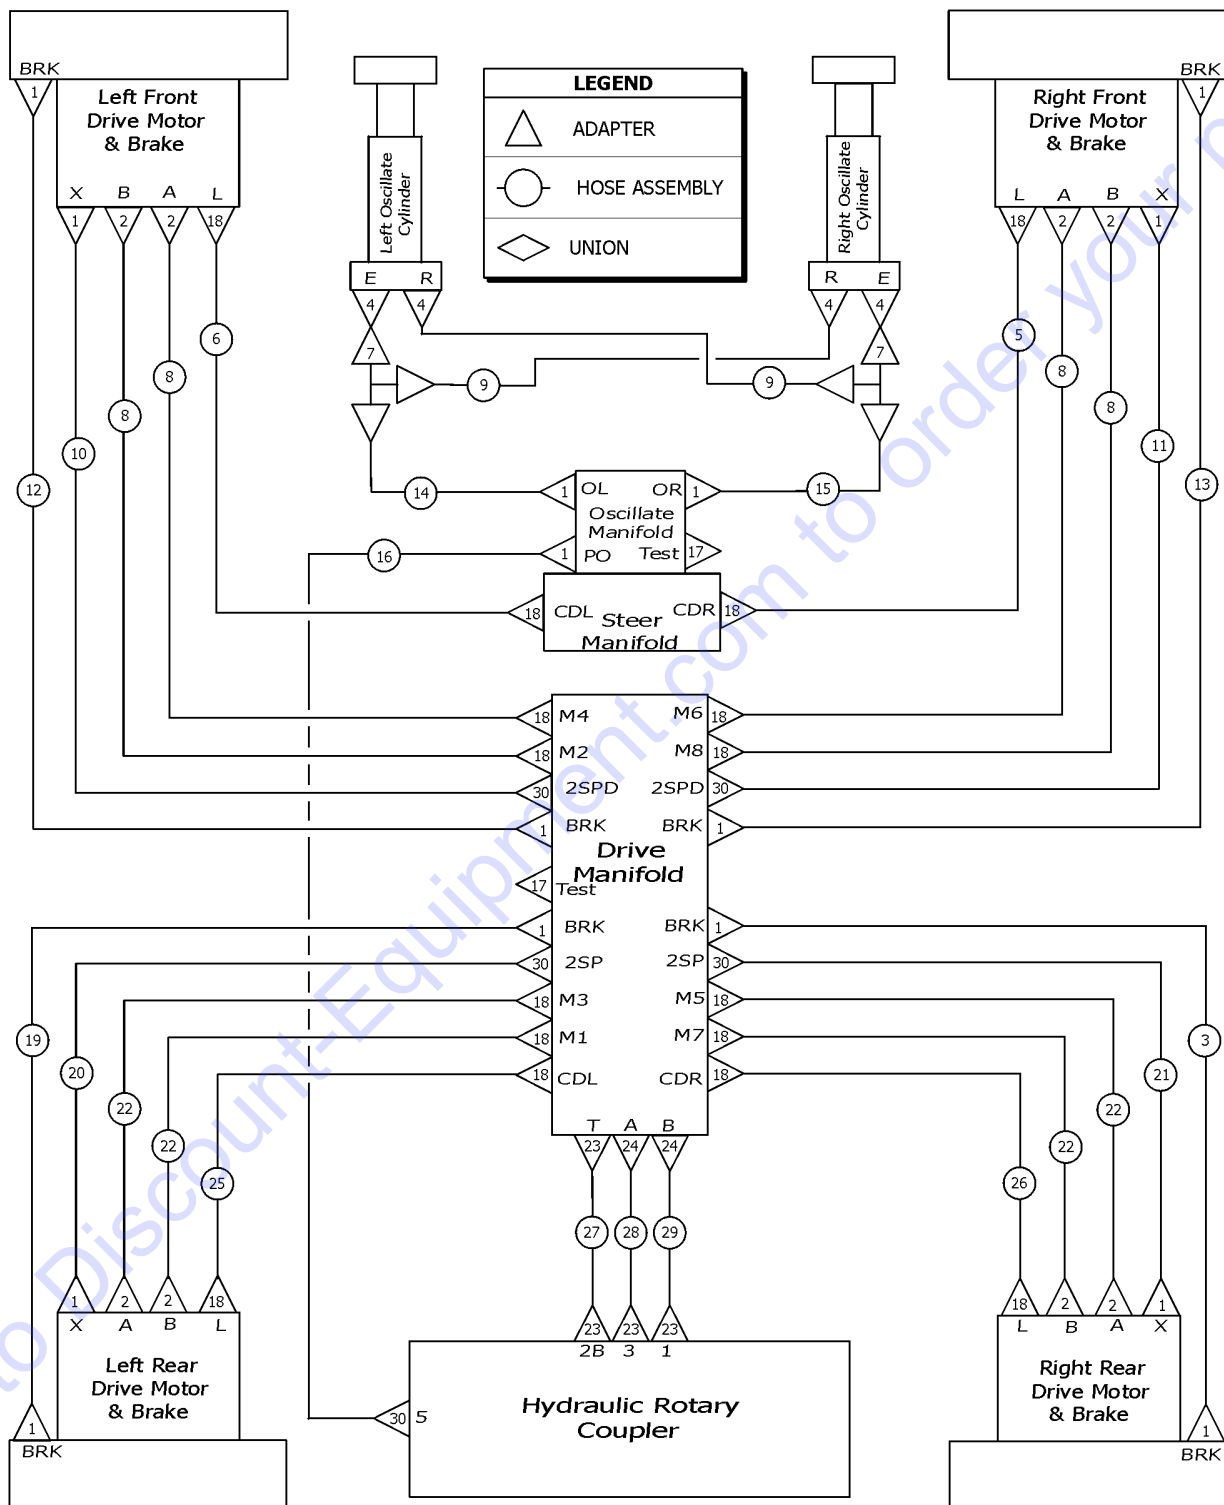 BRK
1
Left Front
Drive Motor
& Brake
X B A L
1 2 2 18
LEGEND
ADAPTER
HOSE ASSEMBLY
UNION
BRK
1
Right Front
Drive Motor
& Brake
L A B X
18 2 2 1
Left Oscillate
Cylinder
E R
4 4
7
Right Oscillate
Cylinder
R E
4 4
7
6
8
8
10
12
9
9
5
8
8
11
13
14
15
16
1 OL OR 1
Oscillate
Manifold
1 PO Test 17
18 CDL CDR 18
Steer
Manifold
18 M4 M6 18
18 M2 M8 18
30 2SPD 2SPD 30
1 BRK BRK 1
Drive
Manifold
17 Test
1 BRK BRK 1
30 2SP 2SP 30
18 M3 M5 18
18 M1 M7 18
18 CDL CDR 18
T A B
23 24 24
19
20
22
22
25
27 28 29
3
21
22
22
26
1 2 2 18
X A B L
Left Rear
Drive Motor
& Brake
1
BRK
23 23 23
2B 3 1
30 5
Hydraulic Rotary
Coupler
18 2 2 1
L B A X
Right Rear
Drive Motor
& Brake
1
BRK
to Discount-Equipment.com to order your p